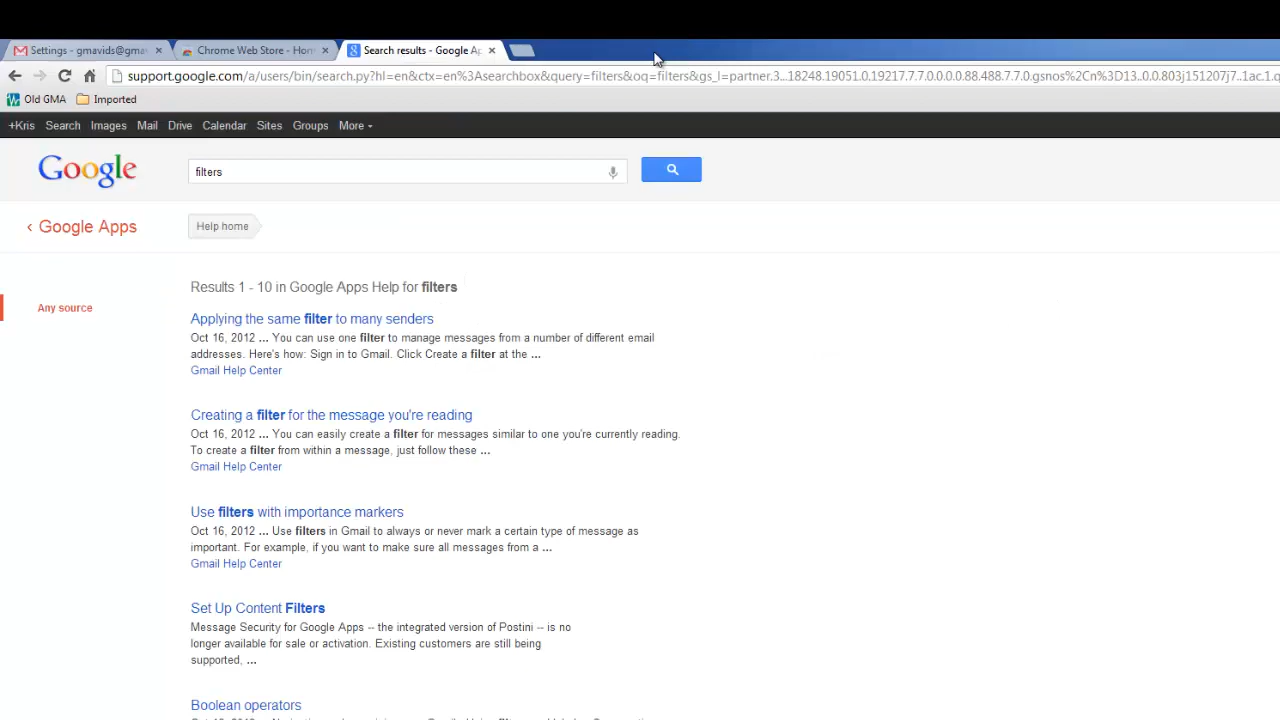 Settings - gmavids@gma
Chrome Web Store - Hom
Search results - Google Ap
support.google.com/a/users/bin/search.py?hl=en&ctx=en%3Asearchbox&query=filters&oq=filters&gs_l=partner.3...18248.19051.0.19217.7.7.0.0.0.0.88.488.7.7.0.gsnos%2Cn%3D13..0.0.803j151207j7..1ac.1.q
Old GMA Imported
+Kris Search Images Mail Drive Calendar Sites Groups More
Google
filters
‹ Google Apps
Help home
Any source
Results 1 - 10 in Google Apps Help for filters
Applying the same filter to many senders
Oct 16, 2012 ... You can use one filter to manage messages from a number of different email
addresses. Here's how: Sign in to Gmail. Click Create a filter at the ...
Gmail Help Center
Creating a filter for the message you're reading
Oct 16, 2012 ... You can easily create a filter for messages similar to one you're currently reading.
To create a filter from within a message, just follow these ...
Gmail Help Center
Use filters with importance markers
Oct 16, 2012 ... Use filters in Gmail to always or never mark a certain type of message as
important. For example, if you want to make sure all messages from a ...
Gmail Help Center
Set Up Content Filters
Message Security for Google Apps -- the integrated version of Postini -- is no
longer available for sale or activation. Existing customers are still being
supported, ...
Boolean operators